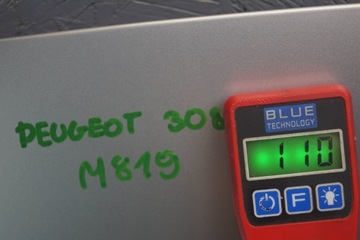 PEUGEOT 308
M819
BLUE
TECHNOLOGY
110
F